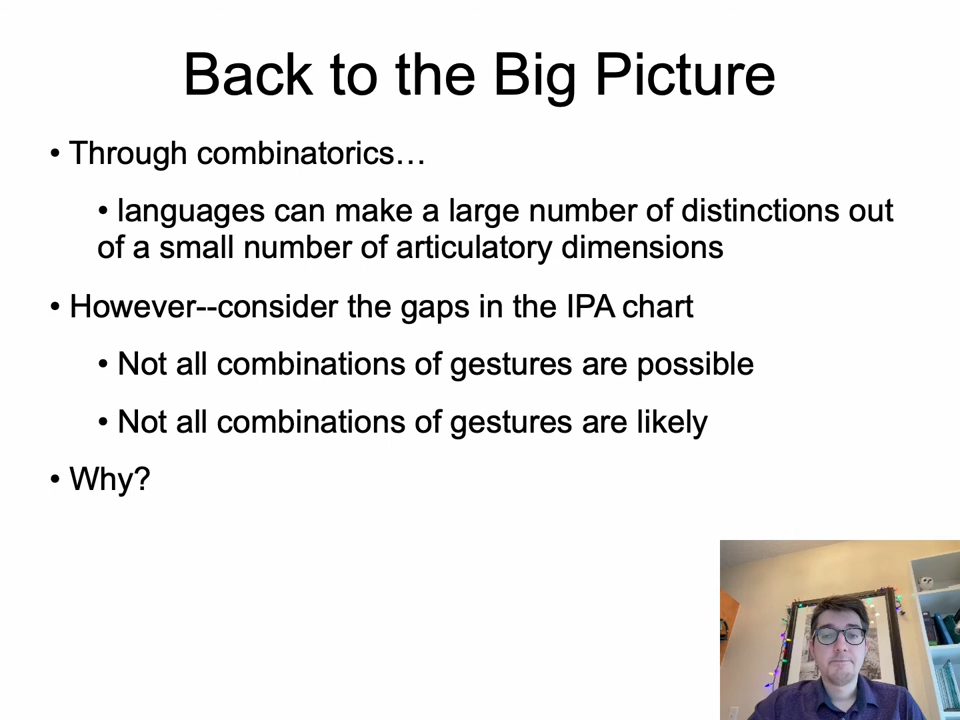 Back to the Big Picture
• Through combinatorics…
• languages can make a large number of distinctions out
of a small number of articulatory dimensions
• However--consider the gaps in the IPA chart
• Not all combinations of gestures are possible
• Not all combinations of gestures are likely
• Why?